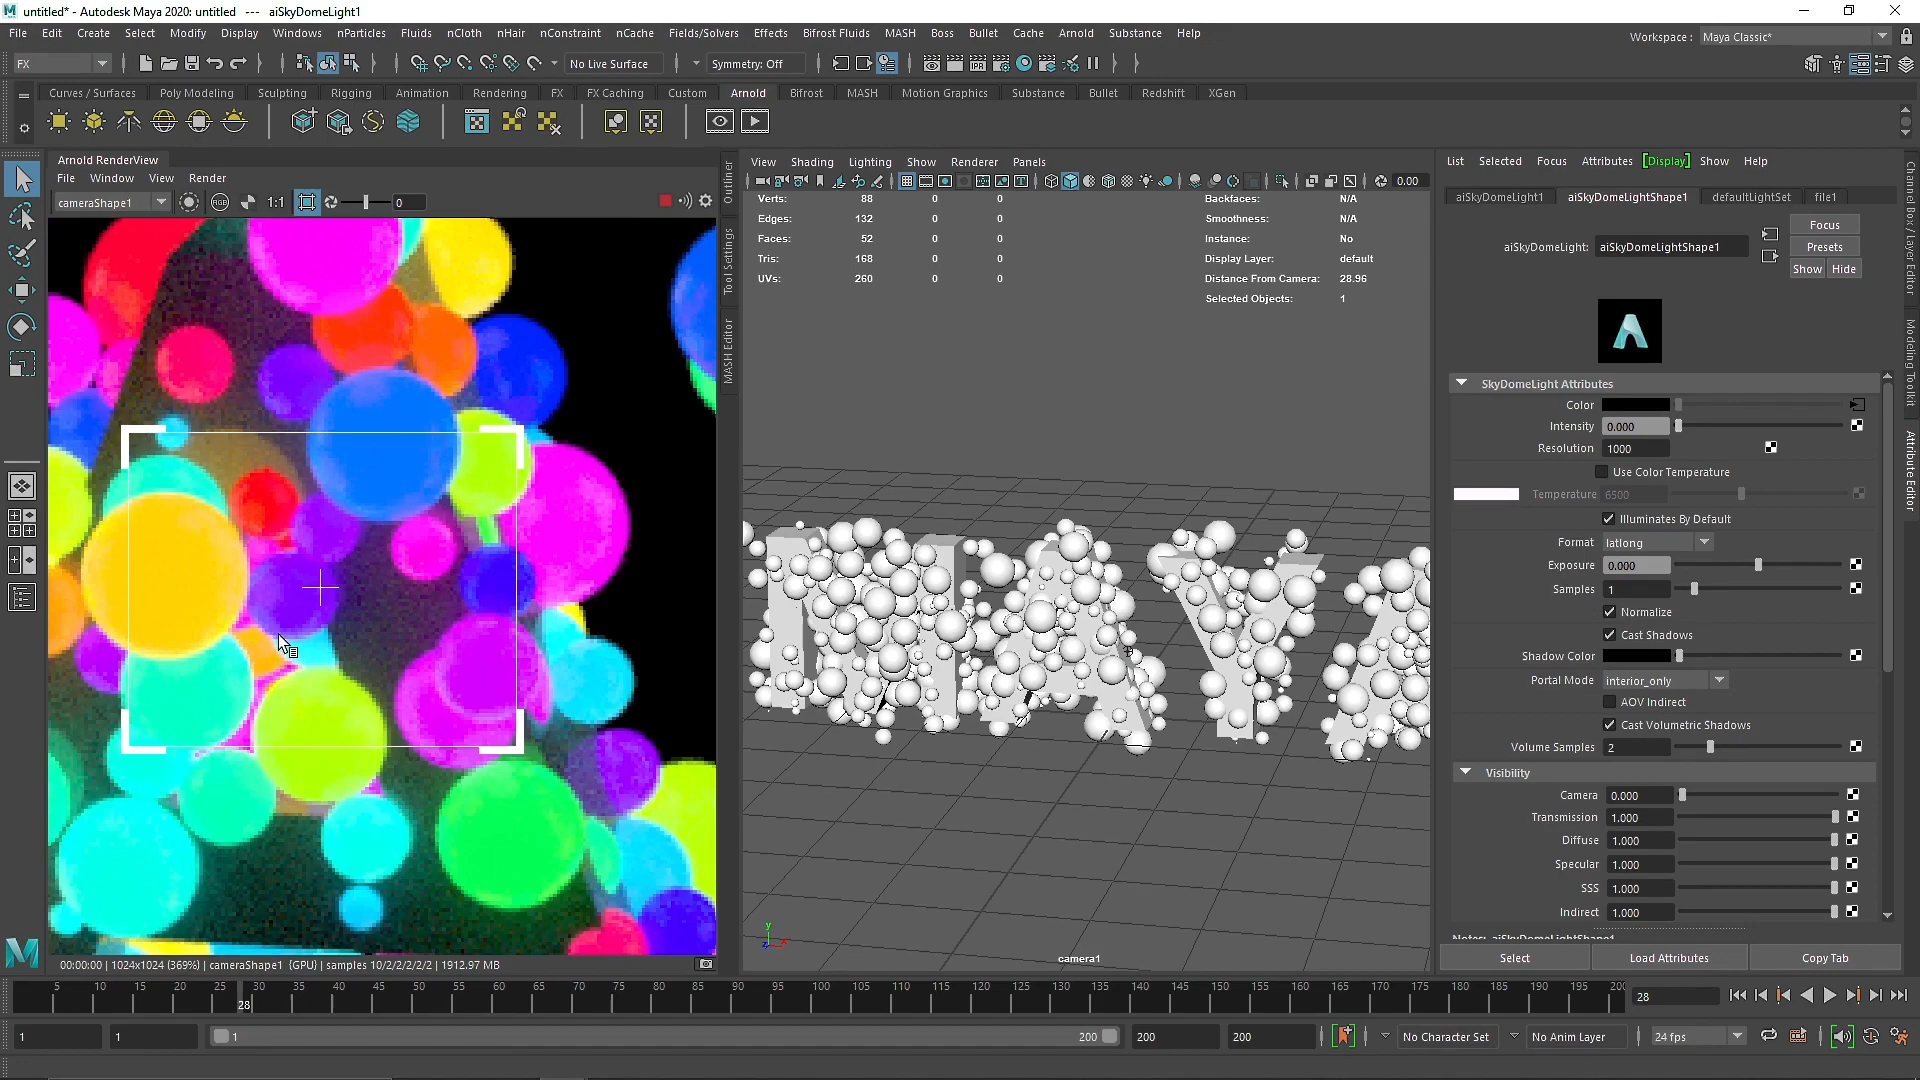 untitled* - Autodesk Maya 2020: untitled --- aiSkyDomeLight1
File Edit Create Select Modify Display Windows nParticles Fluids nCloth nHair nConstraint nCache Fields/Solvers Effects Bifrost Fluids MASH Boss Bullet Cache Arnold Substance Help
Workspace : Maya Classic*
FX
No Live Surface
Symmetry: Off
Curves / Surfaces Poly Modeling Sculpting Rigging Animation Rendering FX FX Caching Custom Arnold Bifrost MASH Motion Graphics Substance Bullet Redshift XGen
Arnold RenderView
File Window View Render
cameraShape1
RGB
1:1
0
Outliner
Tool Settings
MASH Editor
View Shading Lighting Show Renderer Panels
0.00
Verts: 88 0 0
Edges: 132 0 0
Faces: 52 0 0
Tris: 168 0 0
UVs: 260 0 0
Backfaces: N/A
Smoothness: N/A
Instance: No
Display Layer: default
Distance From Camera: 28.96
Selected Objects: 1
camera1
List Selected Focus Attributes Display Show Help
aiSkyDomeLight1 aiSkyDomeLightShape1 defaultLightSet file1
aiSkyDomeLight: aiSkyDomeLightShape1
Focus
Presets
Show Hide
SkyDomeLight Attributes
Color
Intensity 0.000
Resolution 1000
Use Color Temperature
Temperature 6500
Illuminates By Default
Format latlong
Exposure 0.000
Samples 1
Normalize
Cast Shadows
Shadow Color
Portal Mode interior_only
AOV Indirect
Cast Volumetric Shadows
Volume Samples 2
Visibility
Camera 0.000
Transmission 1.000
Diffuse 1.000
Specular 1.000
SSS 1.000
Indirect 1.000
Notes: aiSkyDomeLightShape1
Select Load Attributes Copy Tab
Channel Box / Layer Editor
Modeling Toolkit
Attribute Editor
00:00:00 | 1024x1024 (369%) | cameraShape1 (GPU) | samples 10/2/2/2/2/2 | 1912.97 MB
5 10 15 20 25 30 35 40 45 50 55 60 65 70 75 80 85 90 95 100 105 110 115 120 125 130 135 140 145 150 155 160 165 170 175 180 185 190 195 200
28
28
1 1 1 200 200 200
No Character Set
No Anim Layer
24 fps